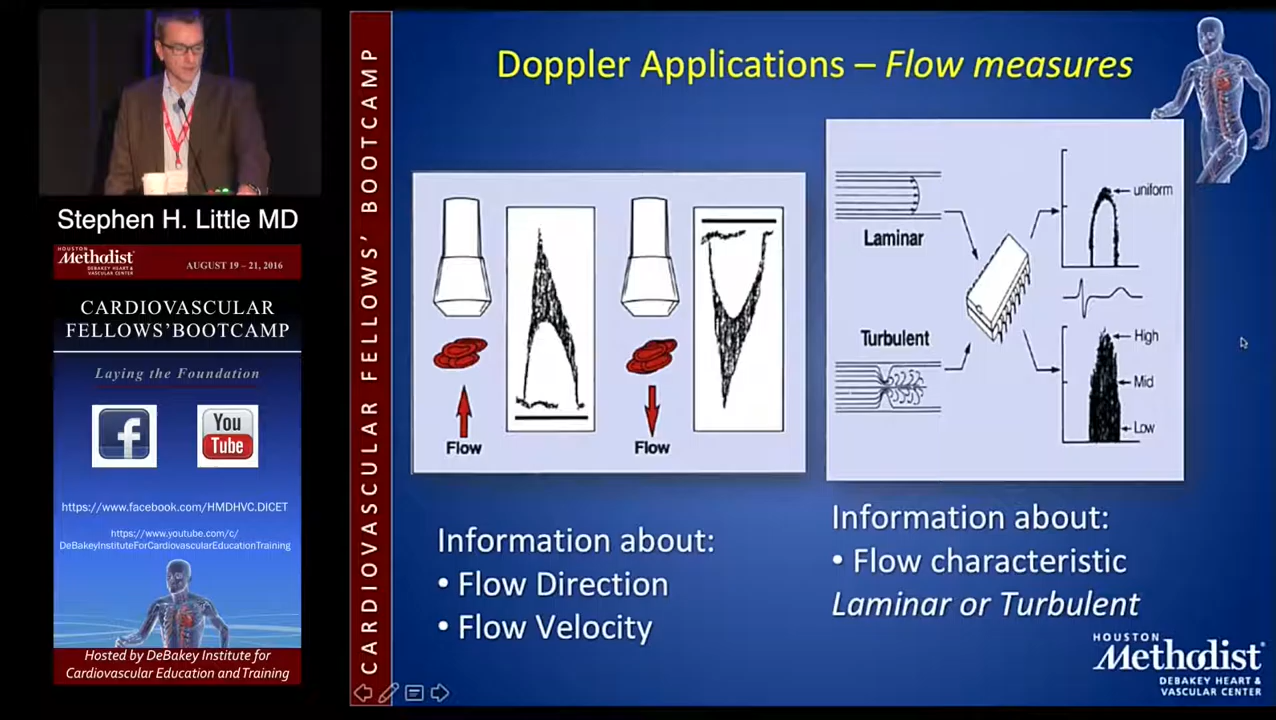 Stephen H. Little MD
HOUSTON
Methodist
DEBAKEY HEART &
VASCULAR CENTER
AUGUST 19 – 21, 2016
CARDIOVASCULAR
FELLOWS'BOOTCAMP
Laying the Foundation
f
You
Tube
https://www.facebook.com/HMDHVC.DICET
https://www.youtube.com/c/
DeBakeyInstituteForCardiovascularEducationTraining
Hosted by DeBakey Institute for
Cardiovascular Education and Training
CARDIOVASCULAR FELLOWS' BOOTCAMP
Doppler Applications – Flow measures
Flow
Flow
Laminar
Turbulent
uniform
High
Mid
Low
Information about:
• Flow Direction
• Flow Velocity
Information about:
• Flow characteristic
Laminar or Turbulent
HOUSTON
Methodist
DEBAKEY HEART &
VASCULAR CENTER